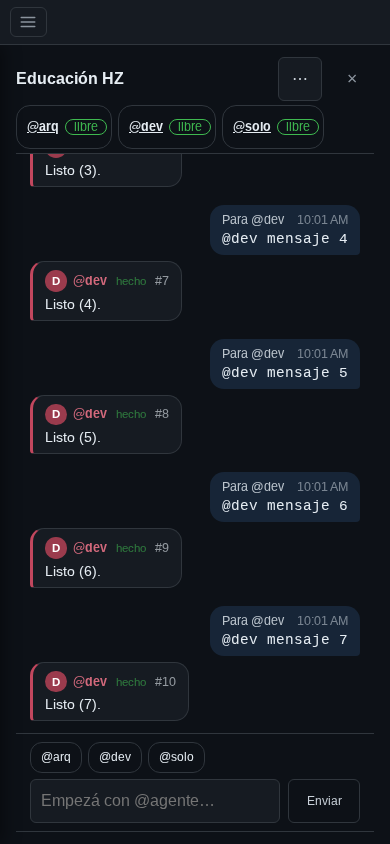 Educación HZ
⋯
×
@arq libre @dev libre @solo libre
Listo (3).
Para @dev 10:01 AM
@dev mensaje 4
D @dev hecho #7
Listo (4).
Para @dev 10:01 AM
@dev mensaje 5
D @dev hecho #8
Listo (5).
Para @dev 10:01 AM
@dev mensaje 6
D @dev hecho #9
Listo (6).
Para @dev 10:01 AM
@dev mensaje 7
D @dev hecho #10
Listo (7).
@arq @dev @solo
Empezá con @agente…
Enviar